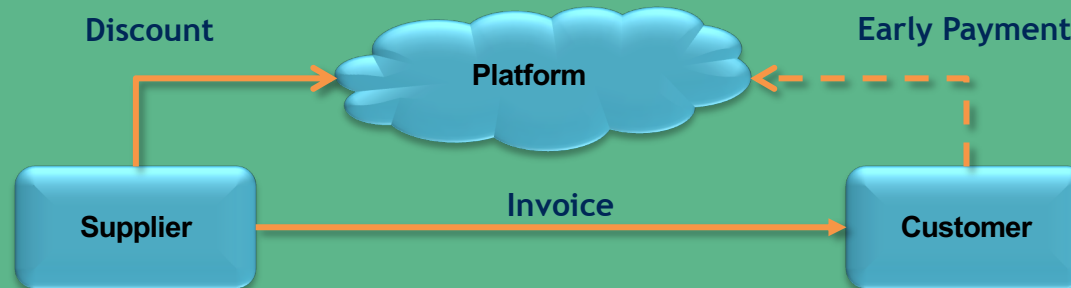 Discount
Early Payment
Platform
Invoice
Supplier
Customer